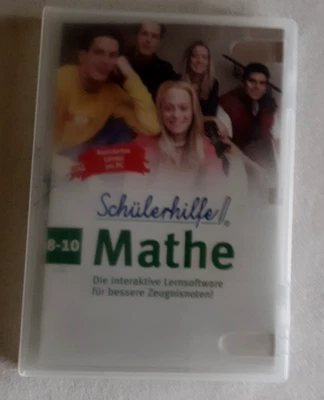 Schülerhilfe!
8-10
Mathe
Die interaktive Lernsoftware
für bessere Zeugnisnoten!